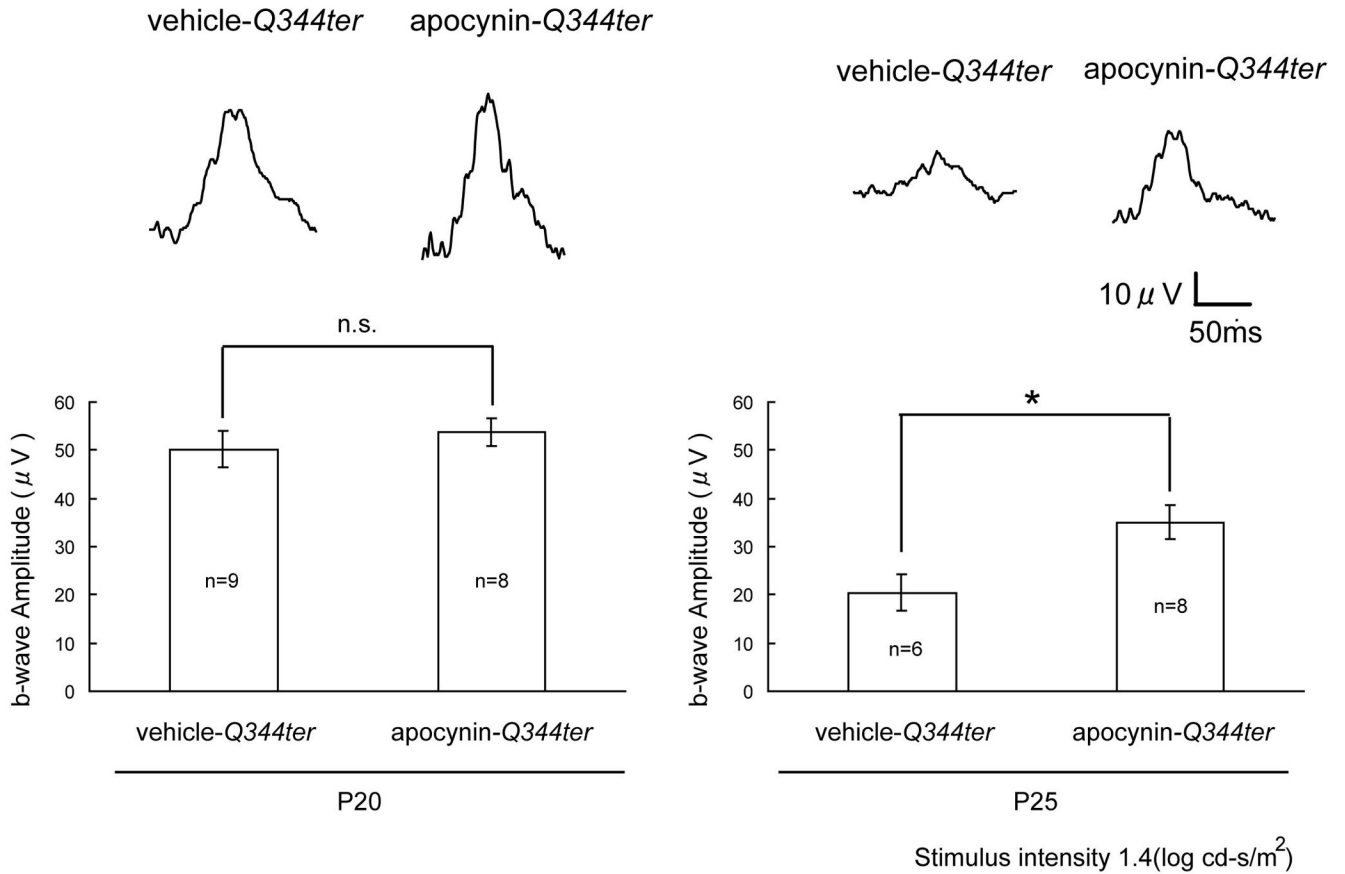 vehicle-Q344ter apocynin-Q344ter
vehicle-Q344ter apocynin-Q344ter
10 μ V
50ms
n.s.
*
b-wave Amplitude ( μ V )
60
50
40
30
20
10
0
n=9
n=8
vehicle-Q344ter apocynin-Q344ter
P20
b-wave Amplitude ( μ V )
60
50
40
30
20
10
0
n=6
n=8
vehicle-Q344ter apocynin-Q344ter
P25
Stimulus intensity 1.4(log cd-s/m²)